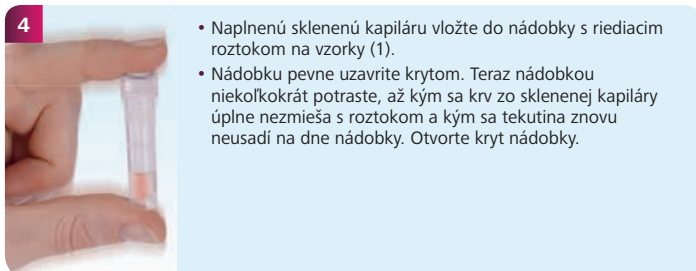 4
• Naplnenú sklenenú kapiláru vložte do nádobky s riediacim
roztokom na vzorky (1).
• Nádobku pevne uzavrite krytom. Teraz nádobkou
niekoľkokrát potraste, až kým sa krv zo sklenenej kapiláry
úplne nezmieša s roztokom a kým sa tekutina znovu
neusadí na dne nádobky. Otvorte kryt nádobky.